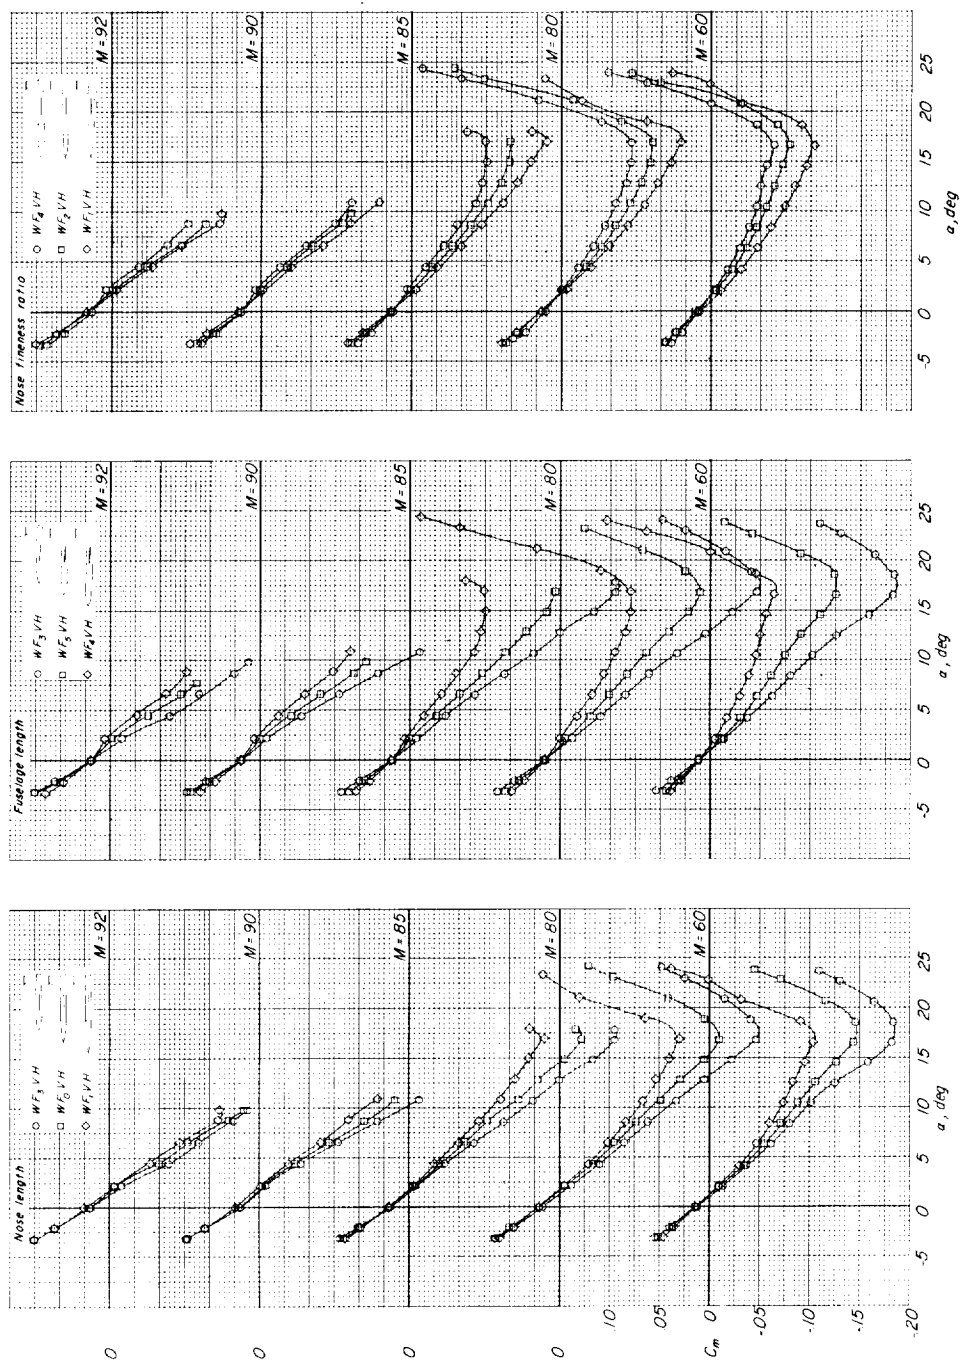 Nose length
WF₃VH
WF₀VH
WF₁VH
M=92
M=90
M=85
M=80
M=60
0
0
0
0
10
05
0
-.05
-.10
-.15
-.20
Cₘ
-5 0 5 10 15 20 25
α, deg
Fuselage length
WF₃VH
WF₅VH
WF₄VH
M=92
M=90
M=85
M=80
M=60
-5 0 5 10 15 20 25
α, deg
Nose fineness ratio
WF₄VH
WF₂VH
WF₁VH
M=92
M=90
M=85
M=80
M=60
-5 0 5 10 15 20 25
α, deg